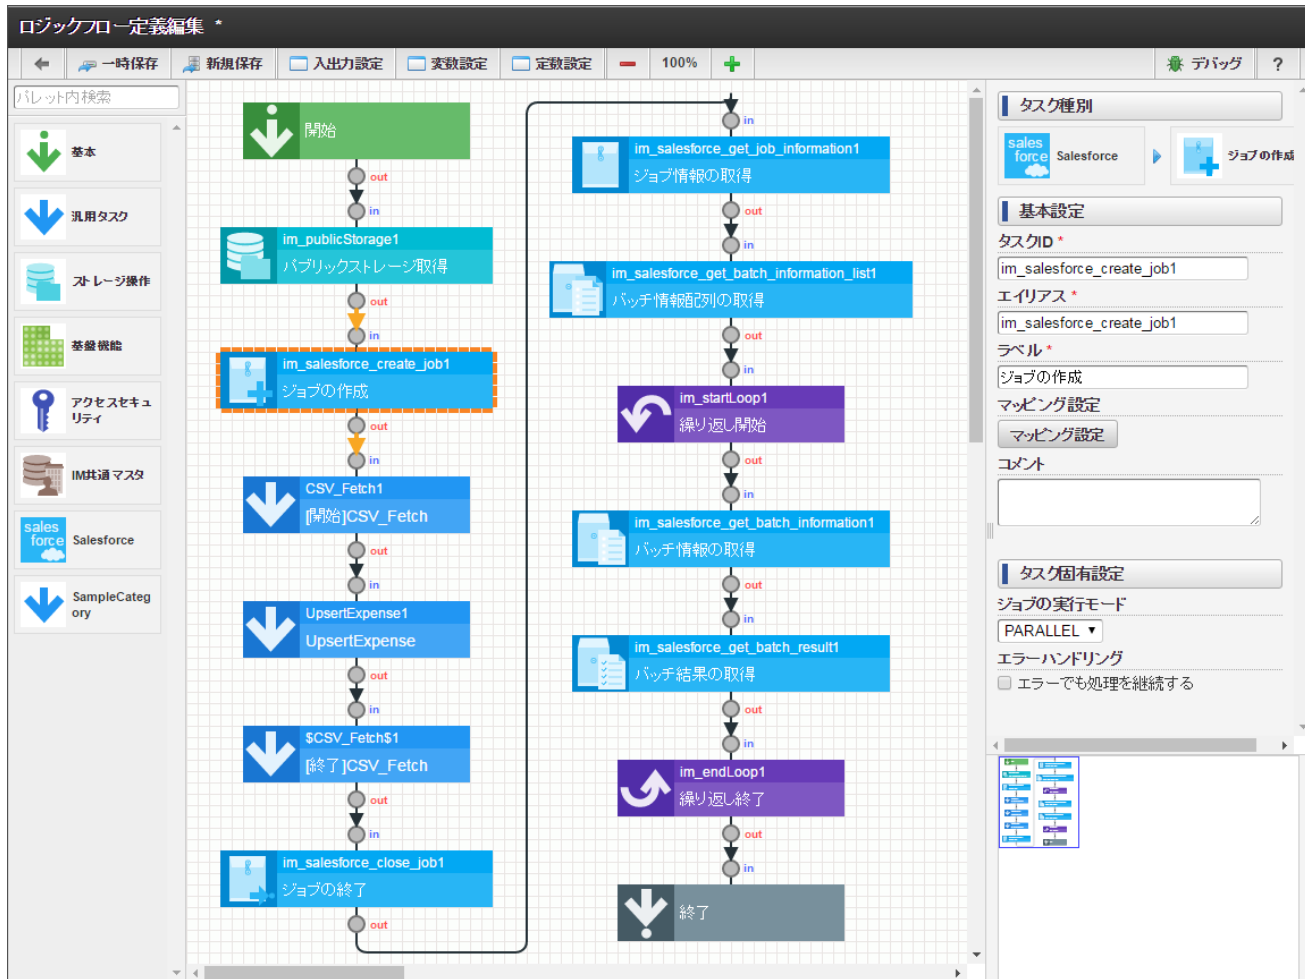 ロジックフロー定義編集 *
一時保存
新規保存
入出力設定
変数設定
定数設定
100%
デバッグ
?
パレット内検索
基本
汎用タスク
ストレージ操作
基盤機能
アクセスセキュ
リティ
IM共通マスタ
sales
force
Salesforce
SampleCateg
ory
開始
out
in
im_publicStorage1
パブリックストレージ取得
out
in
im_salesforce_create_job1
ジョブの作成
out
in
CSV_Fetch1
[開始]CSV_Fetch
out
in
UpsertExpense1
UpsertExpense
out
in
$CSV_Fetch$1
[終了]CSV_Fetch
out
in
im_salesforce_close_job1
ジョブの終了
out
in
im_salesforce_get_job_information1
ジョブ情報の取得
out
in
im_salesforce_get_batch_information_list1
バッチ情報配列の取得
out
in
im_startLoop1
繰り返し開始
out
in
im_salesforce_get_batch_information1
バッチ情報の取得
out
in
im_salesforce_get_batch_result1
バッチ結果の取得
out
in
im_endLoop1
繰り返し終了
out
in
終了
タスク種別
sales
force
Salesforce
ジョブの作成
基本設定
タスクID *
im_salesforce_create_job1
エイリアス *
im_salesforce_create_job1
ラベル *
ジョブの作成
マッピング設定
マッピング設定
コメント
タスク固有設定
ジョブの実行モード
PARALLEL
エラーハンドリング
エラーでも処理を継続する